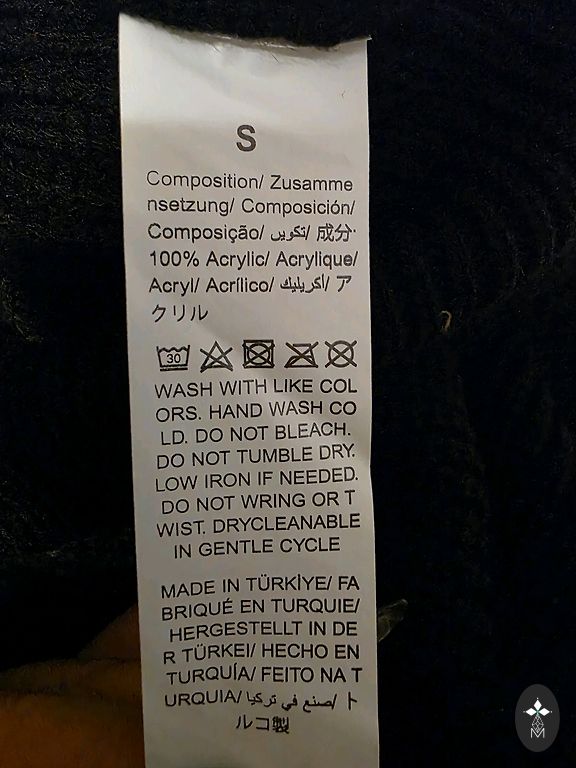 S
Composition/ Zusamme
nsetzung/ Composición/
Composição/ تكوين/ 成分·
100% Acrylic/ Acrylique/
Acryl/ Acrílico/ أكريليك/ ア
クリル
30
WASH WITH LIKE COL
ORS. HAND WASH CO
LD. DO NOT BLEACH.
DO NOT TUMBLE DRY.
LOW IRON IF NEEDED.
DO NOT WRING OR T
WIST. DRYCLEANABLE
IN GENTLE CYCLE
MADE IN TÜRKİYE/ FA
BRIQUÉ EN TURQUIE/
HERGESTELLT IN DE
R TÜRKEI/ HECHO EN
TURQUÍA/ FEITO NA T
URQUIA/ صنع في تركيا/ ト
ルコ製
M